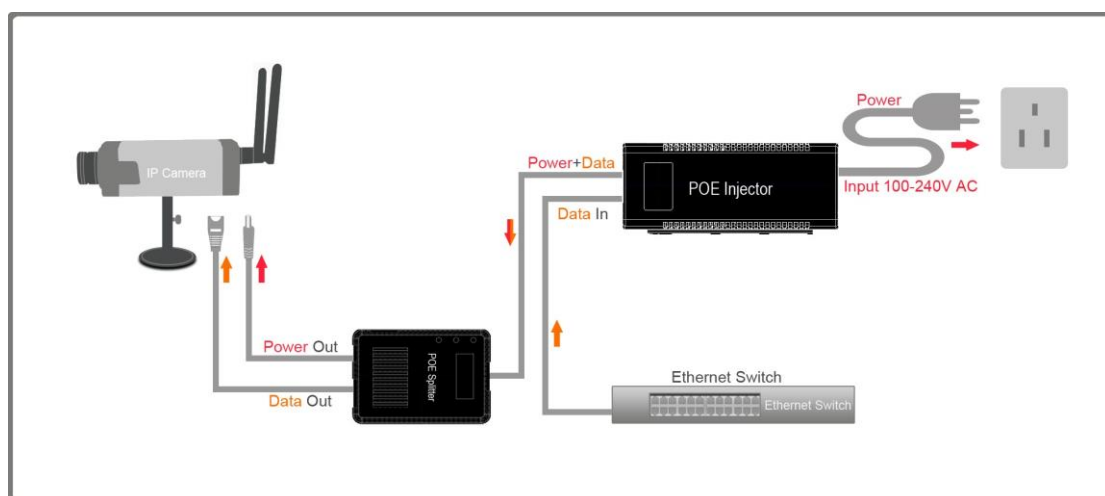 Power
IP Camera
Power+Data
POE Injector
Input 100-240V AC
Data In
Power Out
POE Splitter
Ethernet Switch
Data Out
Ethernet Switch